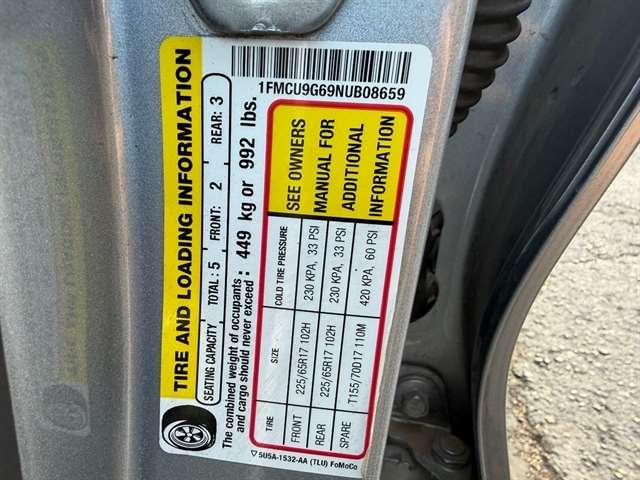 1FMCU9G69NUB08659
TIRE AND LOADING INFORMATION
SEATING CAPACITY TOTAL: 5 FRONT: 2 REAR: 3
The combined weight of occupants and cargo should never exceed: 449 kg or 992 lbs.
TIRE SIZE COLD TIRE PRESSURE
FRONT 225/65R17 102H 230 KPA, 33 PSI
REAR 225/65R17 102H 230 KPA, 33 PSI
SPARE T155/70D17 110M 420 KPA, 60 PSI
SEE OWNERS
MANUAL FOR
ADDITIONAL
INFORMATION
5U5A-1532-AA (7LU) FoMoCo